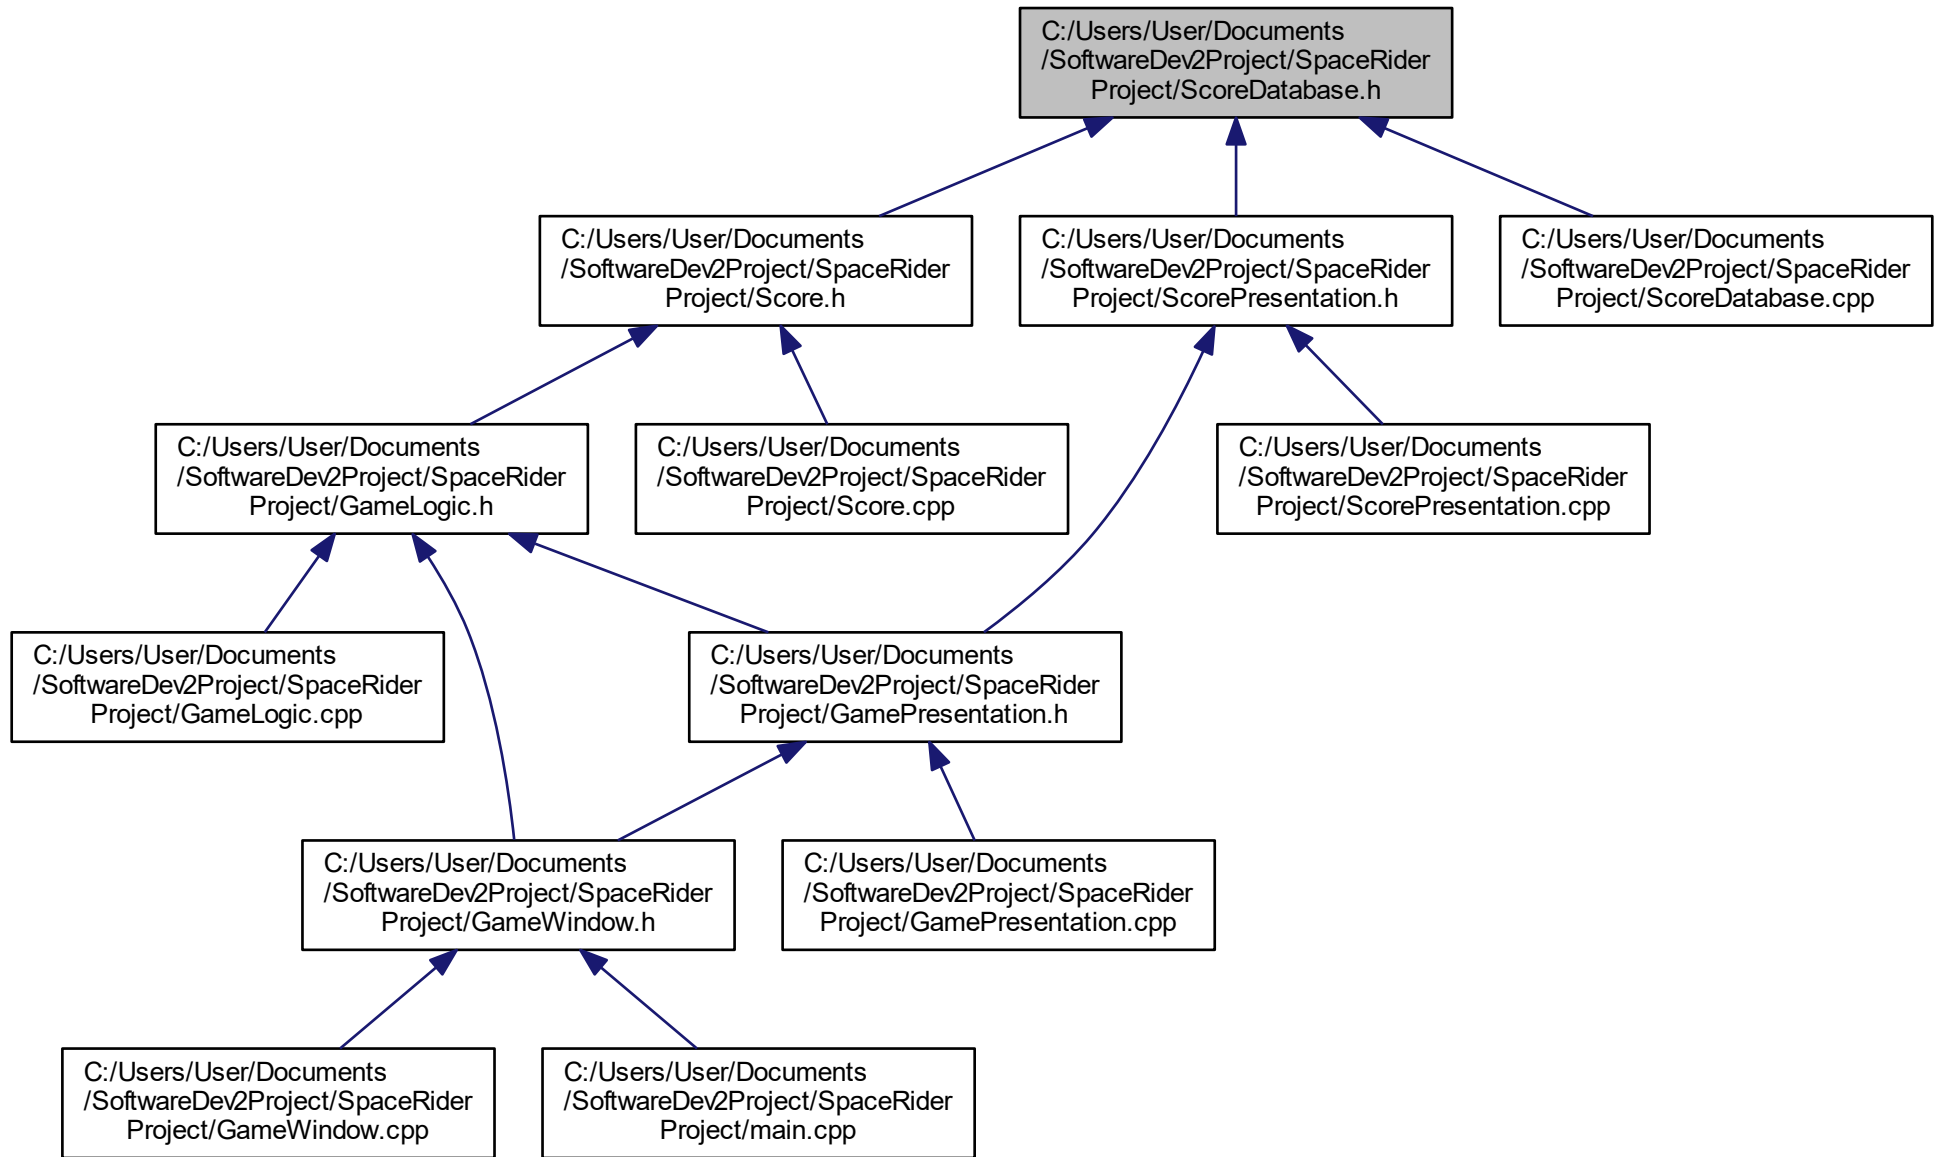 C:/Users/User/Documents
/SoftwareDev2Project/SpaceRider
Project/ScoreDatabase.h
C:/Users/User/Documents
/SoftwareDev2Project/SpaceRider
Project/Score.h
C:/Users/User/Documents
/SoftwareDev2Project/SpaceRider
Project/ScorePresentation.h
C:/Users/User/Documents
/SoftwareDev2Project/SpaceRider
Project/ScoreDatabase.cpp
C:/Users/User/Documents
/SoftwareDev2Project/SpaceRider
Project/GameLogic.h
C:/Users/User/Documents
/SoftwareDev2Project/SpaceRider
Project/Score.cpp
C:/Users/User/Documents
/SoftwareDev2Project/SpaceRider
Project/ScorePresentation.cpp
C:/Users/User/Documents
/SoftwareDev2Project/SpaceRider
Project/GameLogic.cpp
C:/Users/User/Documents
/SoftwareDev2Project/SpaceRider
Project/GamePresentation.h
C:/Users/User/Documents
/SoftwareDev2Project/SpaceRider
Project/GameWindow.h
C:/Users/User/Documents
/SoftwareDev2Project/SpaceRider
Project/GamePresentation.cpp
C:/Users/User/Documents
/SoftwareDev2Project/SpaceRider
Project/GameWindow.cpp
C:/Users/User/Documents
/SoftwareDev2Project/SpaceRider
Project/main.cpp